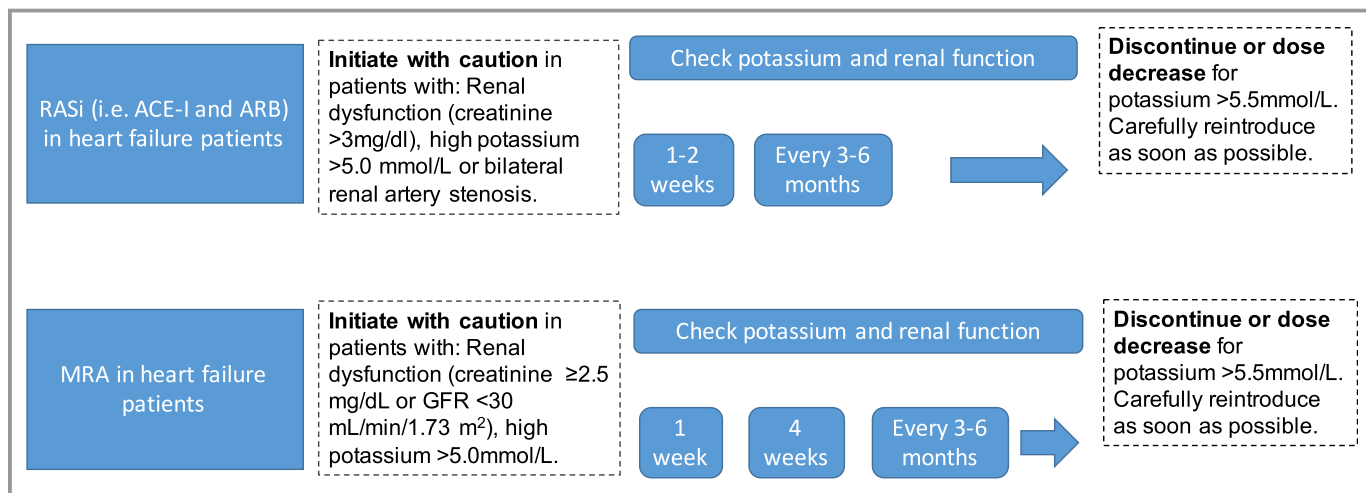 RASi (i.e. ACE-I and ARB)
in heart failure patients
Initiate with caution in
patients with: Renal
dysfunction (creatinine
>3mg/dl), high potassium
>5.0 mmol/L or bilateral
renal artery stenosis.
Check potassium and renal function
1-2
weeks
Every 3-6
months
Discontinue or dose
decrease for
potassium >5.5mmol/L.
Carefully reintroduce
as soon as possible.
MRA in heart failure
patients
Initiate with caution in
patients with: Renal
dysfunction (creatinine ≥2.5
mg/dL or GFR <30
mL/min/1.73 m²), high
potassium >5.0mmol/L.
Check potassium and renal function
1
week
4
weeks
Every 3-6
months
Discontinue or dose
decrease for
potassium >5.5mmol/L.
Carefully reintroduce
as soon as possible.